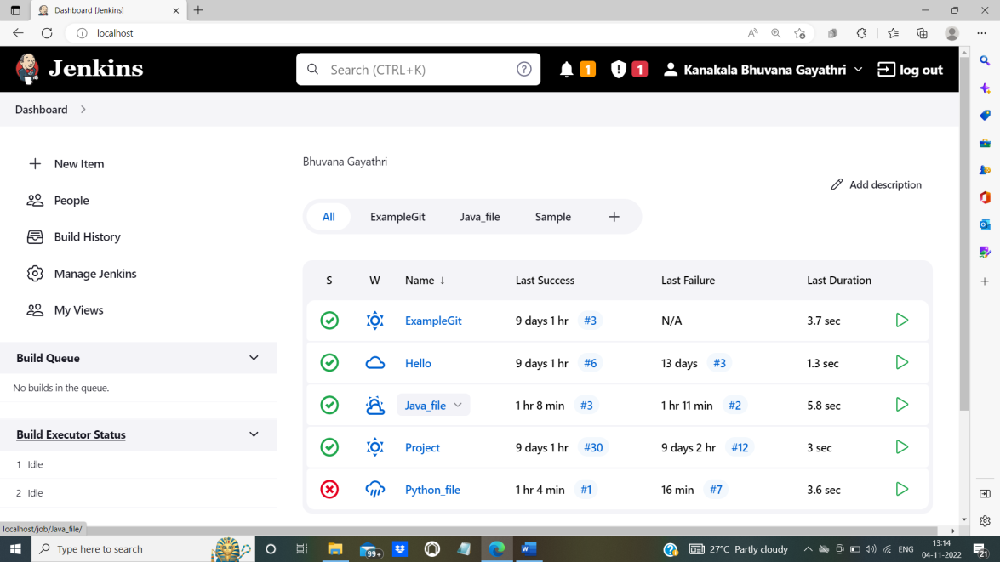 Dashboard [Jenkins]
localhost
Jenkins
Search (CTRL+K)
1
1
Kanakala Bhuvana Gayathri
log out
Dashboard
New Item
People
Build History
Manage Jenkins
My Views
Build Queue
No builds in the queue.
Build Executor Status
1 Idle
2 Idle
Bhuvana Gayathri
Add description
All ExampleGit Java_file Sample +
S W Name ↓ Last Success Last Failure Last Duration
ExampleGit 9 days 1 hr #3 N/A 3.7 sec
Hello 9 days 1 hr #6 13 days #3 1.3 sec
Java_file 1 hr 8 min #3 1 hr 11 min #2 5.8 sec
Project 9 days 1 hr #30 9 days 2 hr #12 3 sec
Python_file 1 hr 4 min #1 16 min #7 3.6 sec
localhost/job/Java_file/
Type here to search
99+
27°C Partly cloudy
ENG
13:14
04-11-2022
21